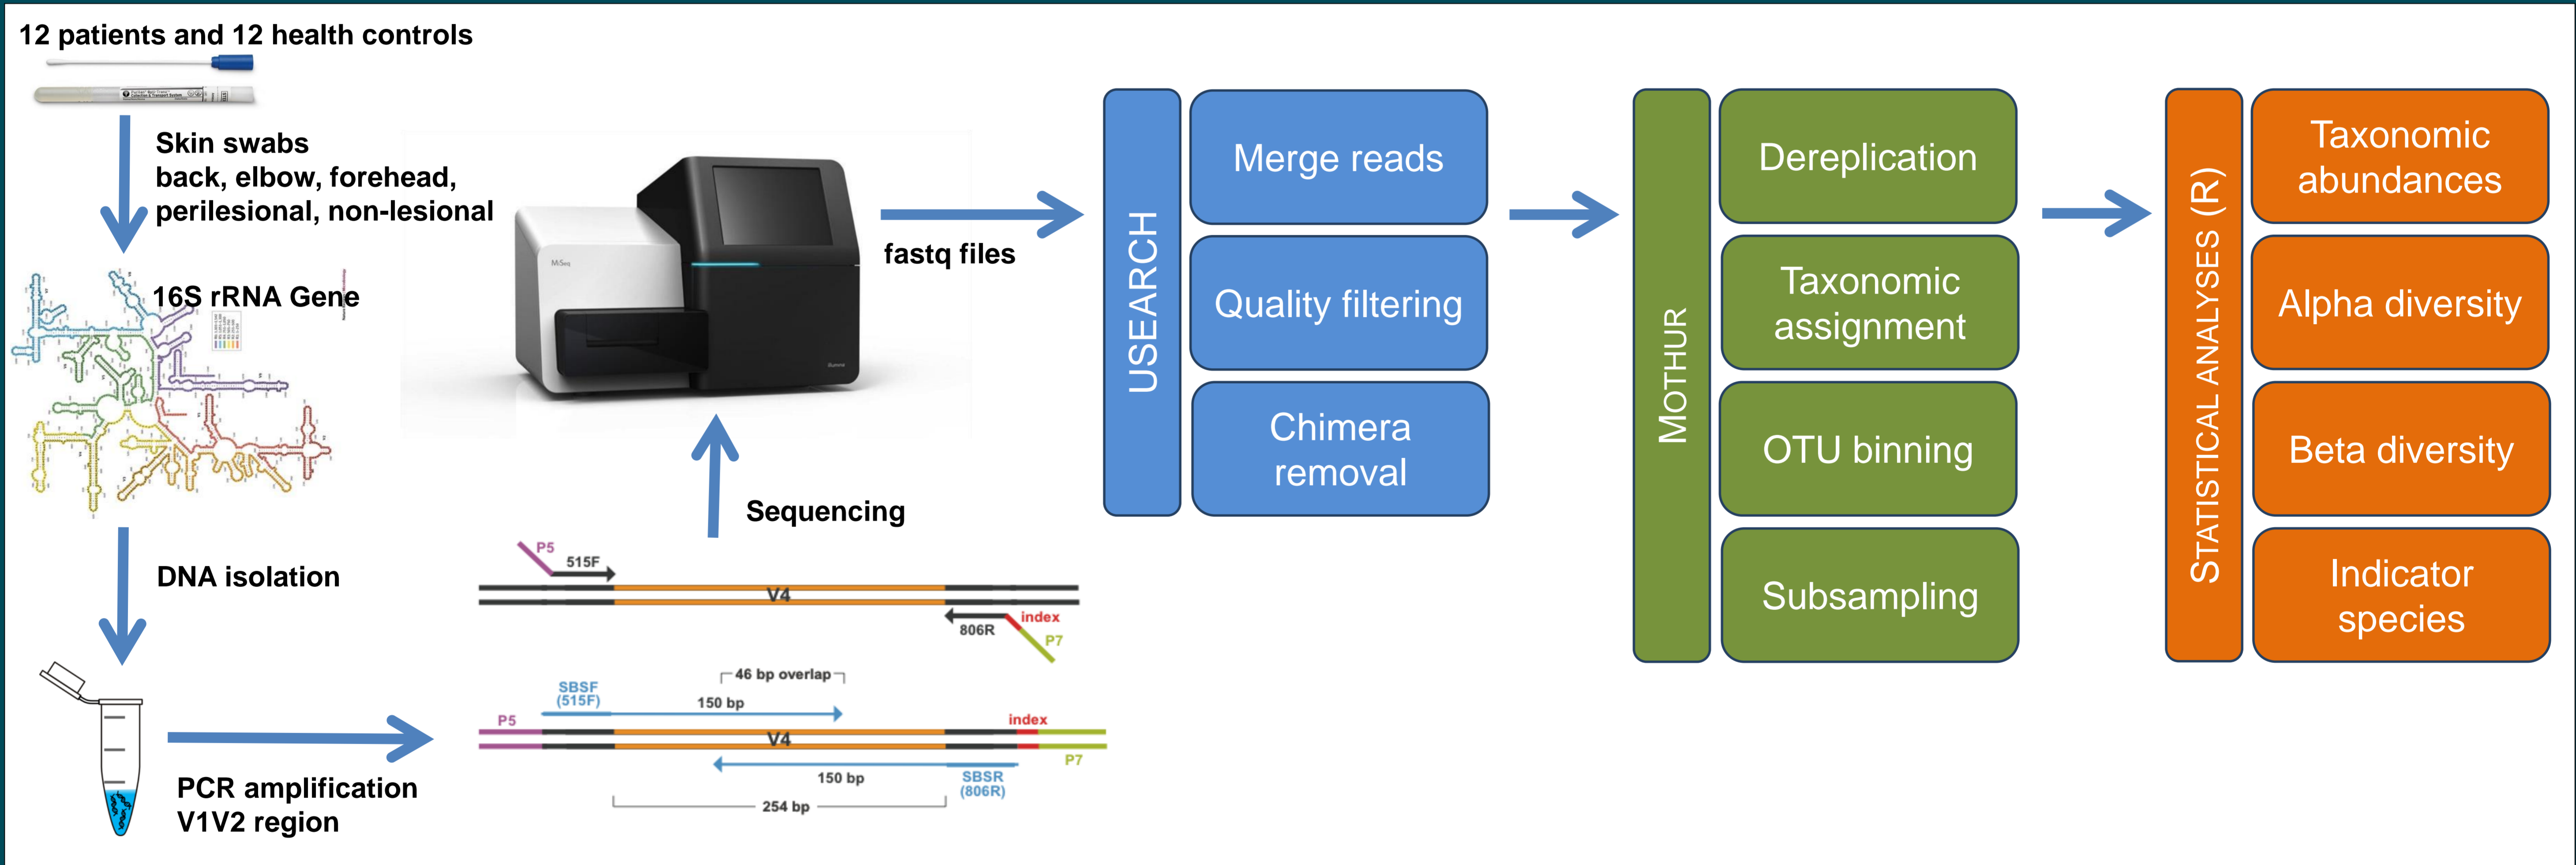 12 patients and 12 health controls
Skin swabs
back, elbow, forehead,
perilesional, non-lesional
16S rRNA Gene
DNA isolation
PCR amplification
V1V2 region
P5
515F
V4
806R
index
P7
46 bp overlap
SBSF
(515F)
150 bp
P5
index
V4
P7
150 bp
SBSR
(806R)
254 bp
Sequencing
MiSeq
illumina
fastq files
USEARCH
Merge reads
Quality filtering
Chimera
removal
MOTHUR
Dereplication
Taxonomic
assignment
OTU binning
Subsampling
STATISTICAL ANALYSES (R)
Taxonomic
abundances
Alpha diversity
Beta diversity
Indicator
species